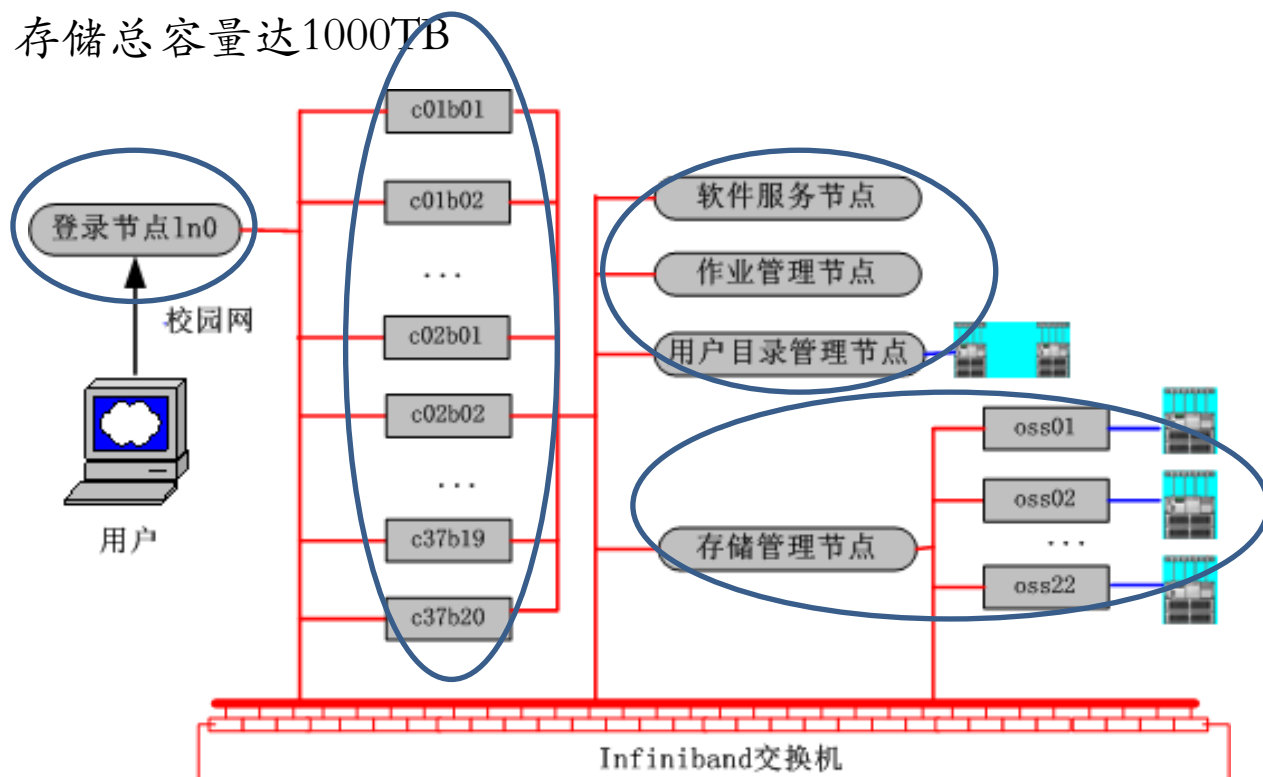 存储总容量达1000TB
c01b01
c01b02
...
c02b01
c02b02
...
c37b19
c37b20
登录节点ln0
校园网
用户
软件服务节点
作业管理节点
用户目录管理节点
存储管理节点
oss01
oss02
...
oss22
Infiniband交换机